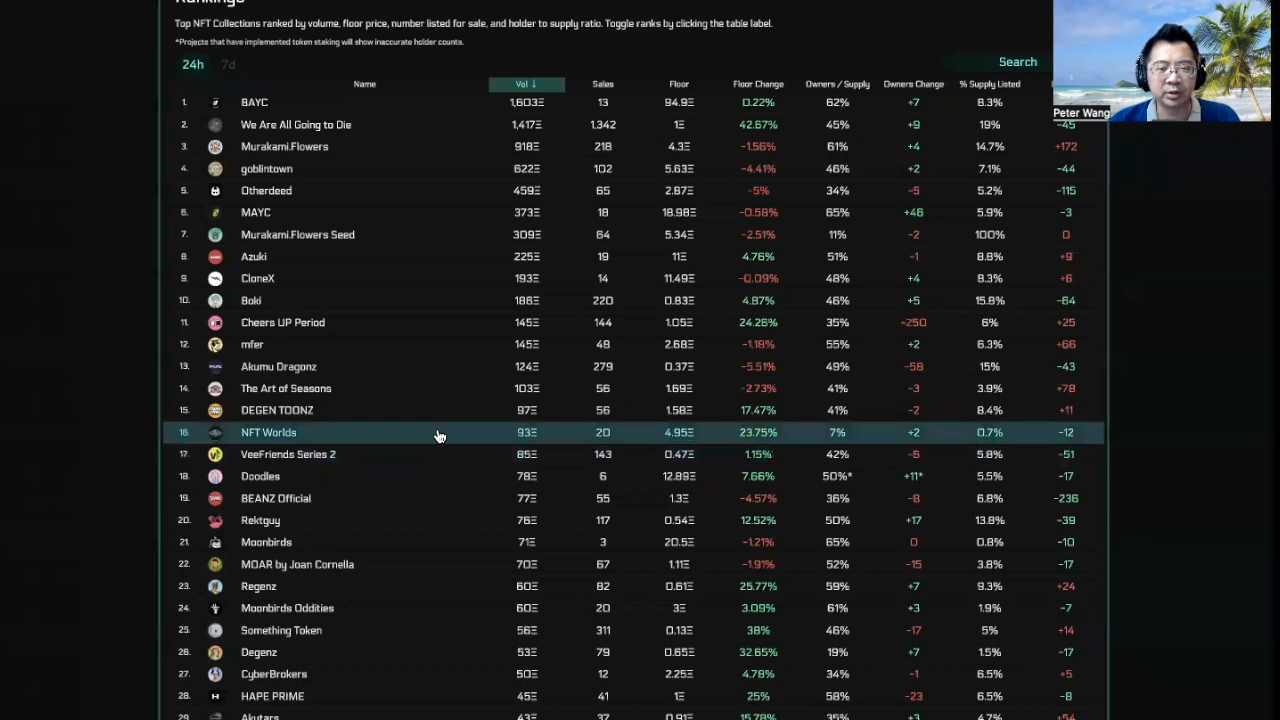 Rankings
Top NFT Collections ranked by volume, floor price, number listed for sale, and holder to supply ratio. Toggle ranks by clicking the table label.
*Projects that have implemented token staking will show inaccurate holder counts.
24h 7d Search
Name Vol ↓ Sales Floor Floor Change Owners / Supply Owners Change % Supply Listed
Peter Wang
1. BAYC 1,603Ξ 13 94.9Ξ 0.22% 62% +7 8.3%
2. We Are All Going to Die 1,417Ξ 1,342 1Ξ 42.67% 45% +9 19% -45
3. Murakami.Flowers 918Ξ 218 4.3Ξ -1.56% 61% +4 14.7% +172
4. goblintown 622Ξ 102 5.63Ξ -4.41% 46% +2 7.1% -44
5. Otherdeed 459Ξ 65 2.87Ξ -5% 34% -5 5.2% -115
6. MAYC 373Ξ 18 18.98Ξ -0.58% 65% +46 5.9% -3
7. Murakami.Flowers Seed 309Ξ 64 5.34Ξ -2.51% 11% -2 100% 0
8. Azuki 225Ξ 19 11Ξ 4.76% 51% -1 8.8% +9
9. CloneX 193Ξ 14 11.49Ξ -0.09% 48% +4 8.3% +6
10. Boki 186Ξ 220 0.83Ξ 4.87% 46% +5 15.8% -64
11. Cheers UP Period 145Ξ 144 1.05Ξ 24.26% 35% -250 6% +25
12. mfer 145Ξ 48 2.68Ξ -1.18% 55% +2 6.3% +66
13. Akumu Dragonz 124Ξ 279 0.37Ξ -5.51% 49% -58 15% -43
14. The Art of Seasons 103Ξ 56 1.69Ξ -2.73% 41% -3 3.9% +78
15. DEGEN TOONZ 97Ξ 56 1.58Ξ 17.47% 41% -2 8.4% +11
16. NFT Worlds 93Ξ 20 4.95Ξ 23.75% 7% +2 0.7% -12
17. VeeFriends Series 2 85Ξ 143 0.47Ξ 1.15% 42% -5 5.8% -51
18. Doodles 78Ξ 6 12.89Ξ 7.66% 50%* +11* 5.5% -17
19. BEANZ Official 77Ξ 55 1.3Ξ -4.57% 36% -8 6.8% -236
20. Rektguy 76Ξ 117 0.54Ξ 12.52% 50% +17 13.8% -39
21. Moonbirds 71Ξ 3 20.5Ξ -1.21% 65% 0 0.8% -10
22. MOAR by Joan Cornella 70Ξ 67 1.11Ξ -1.91% 52% -15 3.8% -17
23. Regenz 60Ξ 82 0.61Ξ 25.77% 59% +7 9.3% +24
24. Moonbirds Oddities 60Ξ 20 3Ξ 3.09% 61% +3 1.9% -7
25. Something Token 56Ξ 311 0.13Ξ 38% 46% -17 5% +14
26. Degenz 53Ξ 79 0.65Ξ 32.65% 19% +7 1.5% -17
27. CyberBrokers 50Ξ 12 2.25Ξ 4.78% 34% -1 6.5% +5
28. HAPE PRIME 45Ξ 41 1Ξ 25% 58% -23 6.5% -8
29. Akutars 43Ξ 37 0.91Ξ 15.78% 35% +3 4.7% +54